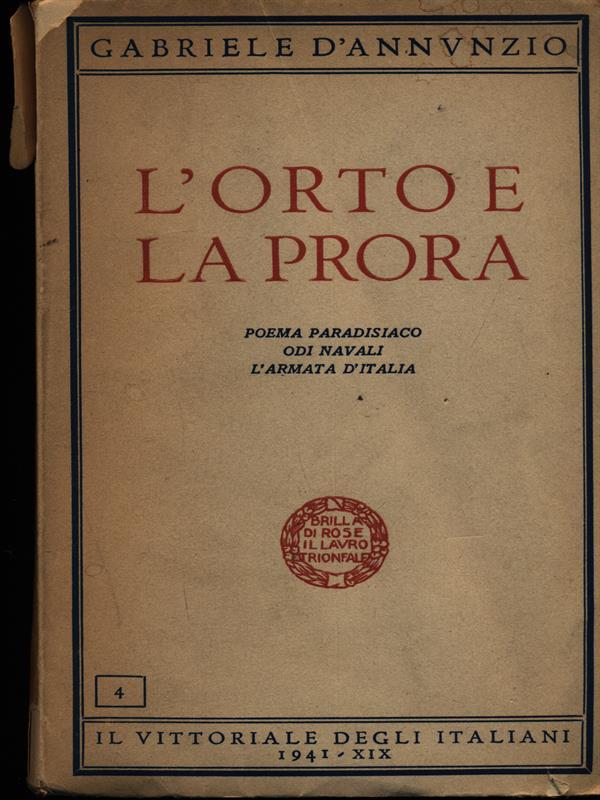 GABRIELE D'ANNVNZIO
L'ORTO E
LA PRORA
POEMA PARADISIACO
ODI NAVALI
L'ARMATA D'ITALIA
BRILLA
DI ROSE
IL LAVRO
TRIONFALE
4
IL VITTORIALE DEGLI ITALIANI
1941 - XIX